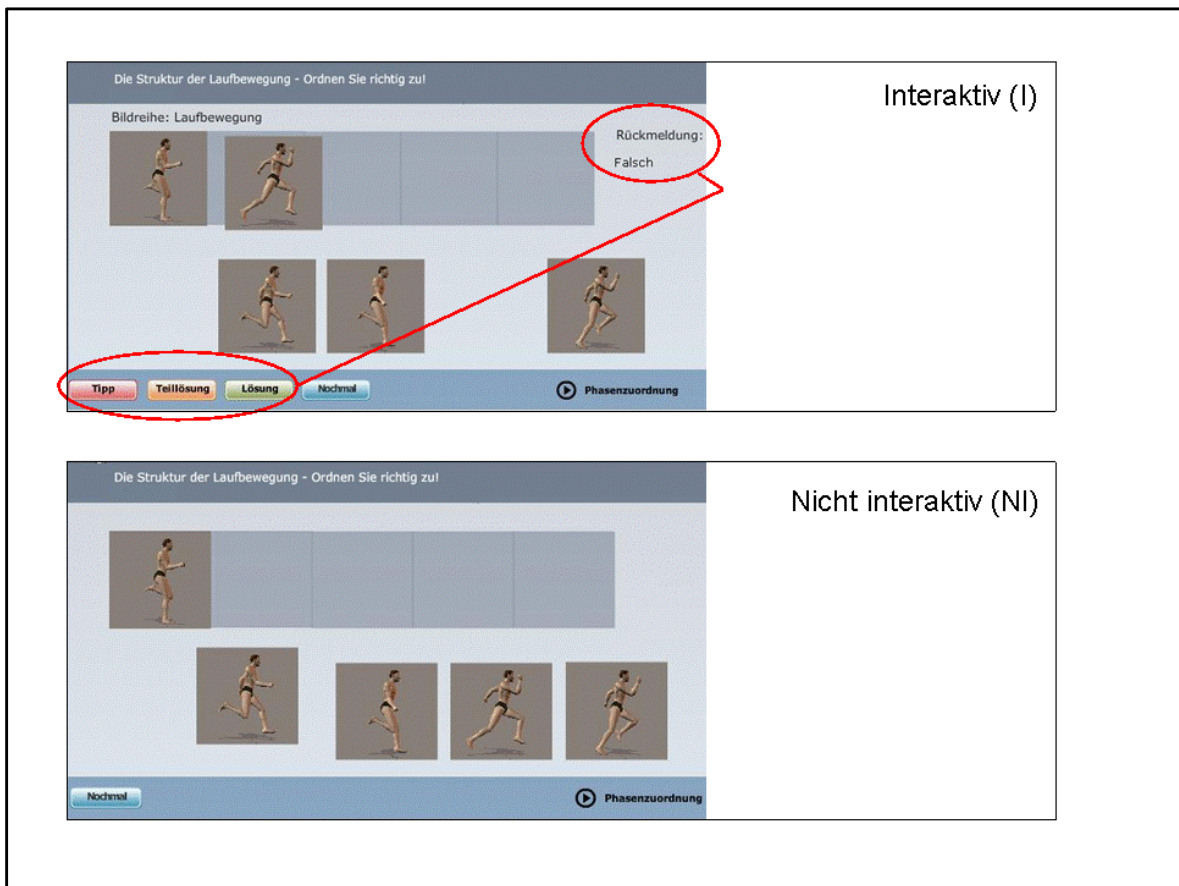 Die Struktur der Laufbewegung - Ordnen Sie richtig zu!
Interaktiv (I)
Bildreihe: Laufbewegung
Rückmeldung:
Falsch
Tipp
Teillösung
Lösung
Nochmal
Phasenzuordnung
Die Struktur der Laufbewegung - Ordnen Sie richtig zu!
Nicht interaktiv (NI)
Nochmal
Phasenzuordnung